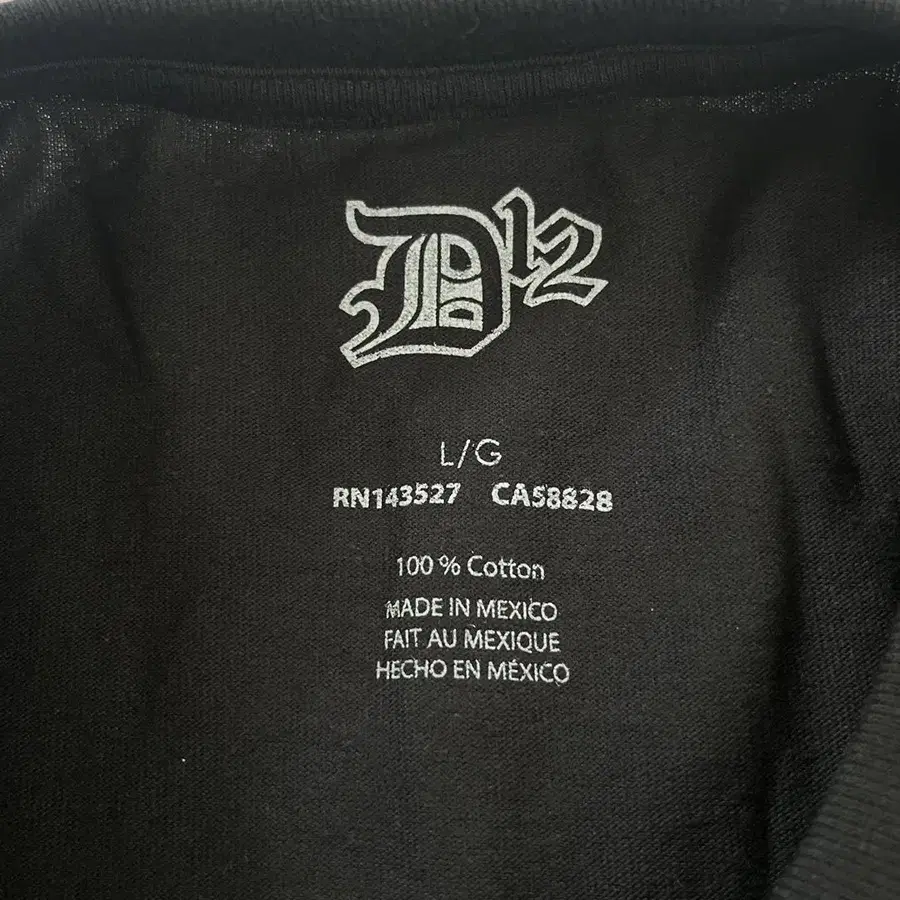 D12
L/G
RN143527 CA58828
100% Cotton
MADE IN MEXICO
FAIT AU MEXIQUE
HECHO EN MÉXICO